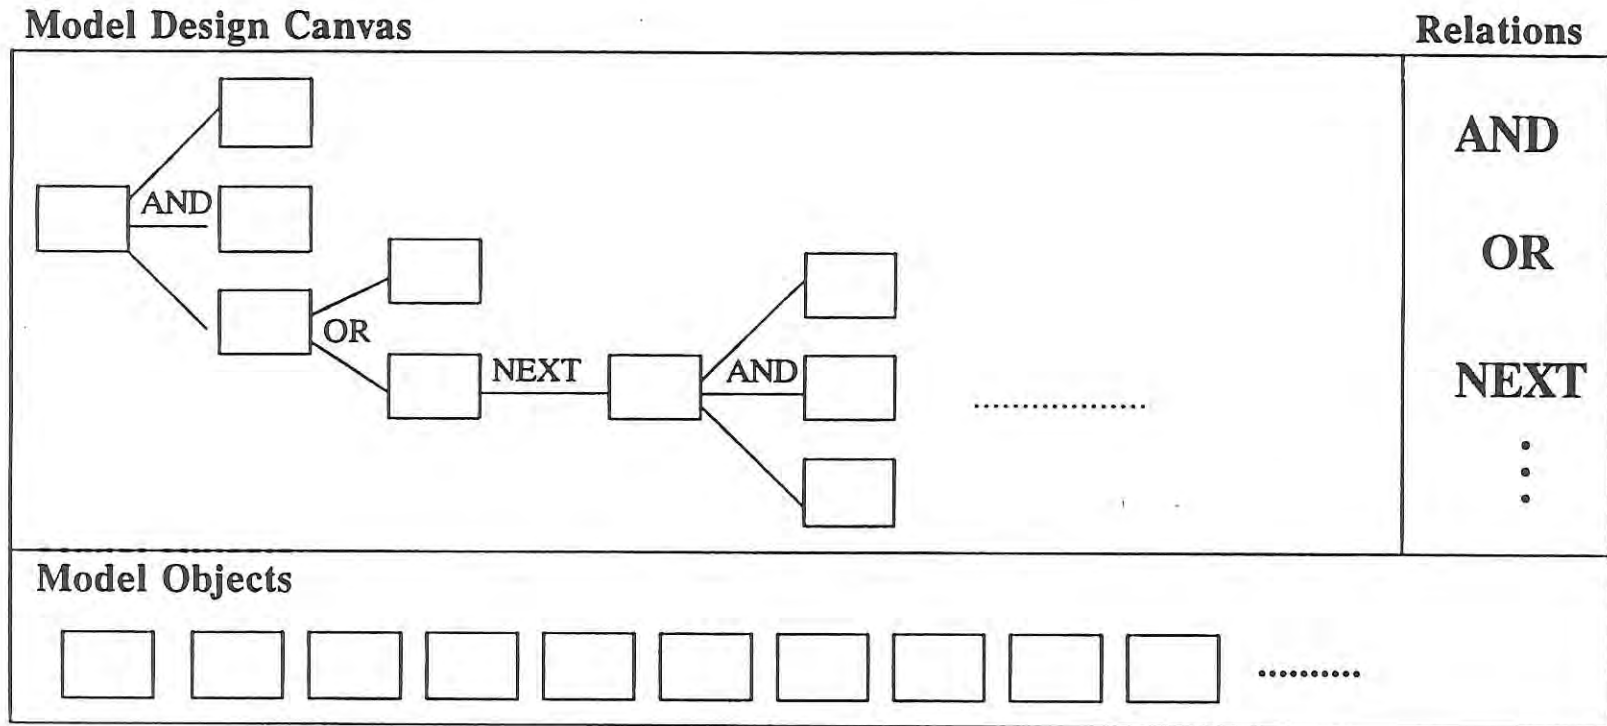 Model Design Canvas
Relations
AND
OR
NEXT
AND
AND
OR
NEXT
Model Objects